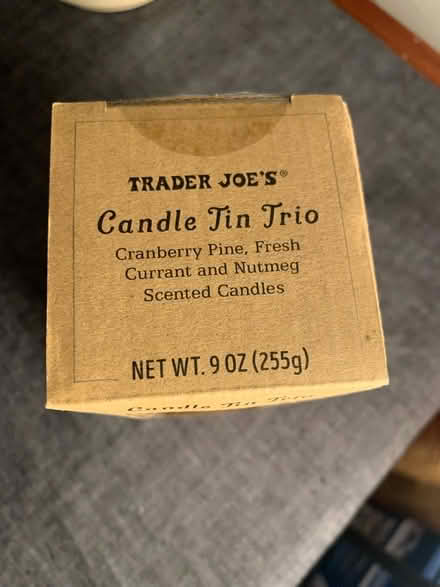 TRADER JOE'S®
Candle Tin Trio
Cranberry Pine, Fresh
Currant and Nutmeg
Scented Candles
NET WT. 9 OZ (255g)
Candle Tin Trio